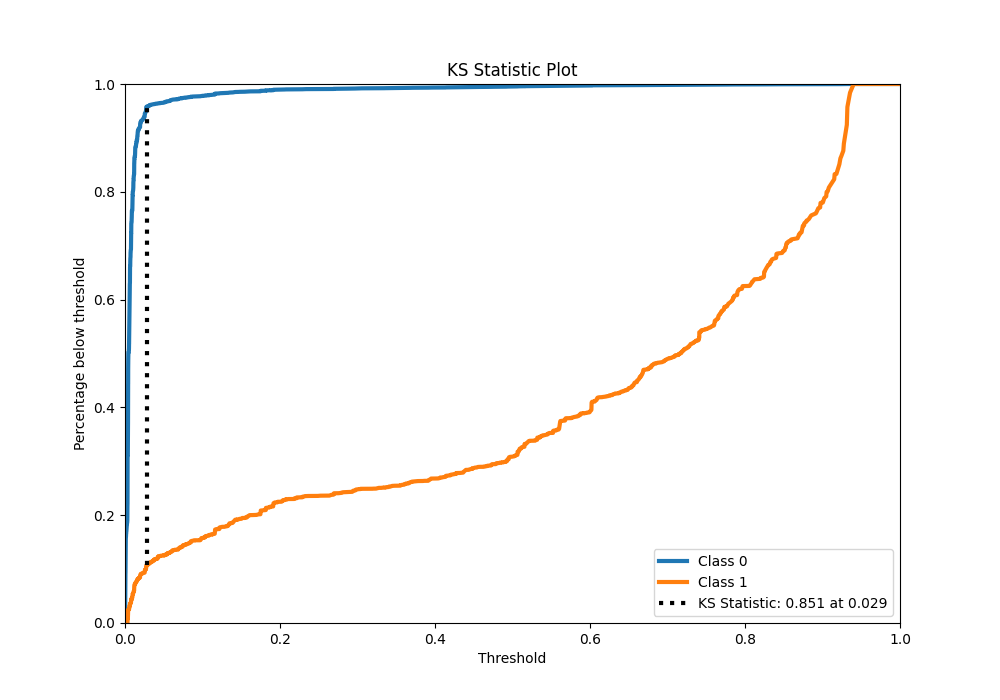 KS Statistic Plot
1.0
0.8
0.6
0.4
0.2
0.0
Percentage below threshold
0.0 0.2 0.4 0.6 0.8 1.0
Threshold
Class 0
Class 1
KS Statistic: 0.851 at 0.029